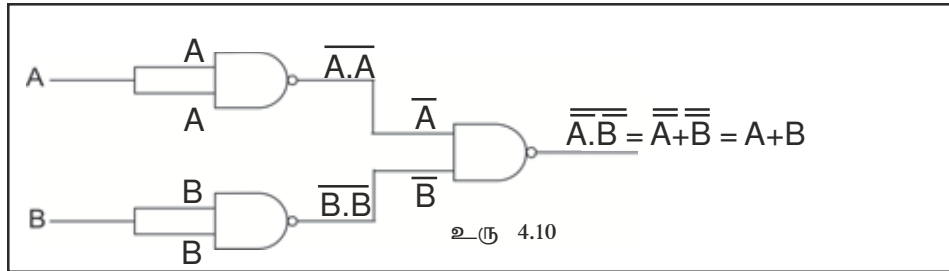 A
A
A
A̅.̅A̅
A̅
B
B
B
B̅.̅B̅
B̅
A̿.̅B̿ = A̿+B̿ = A+B
உரு 4.10